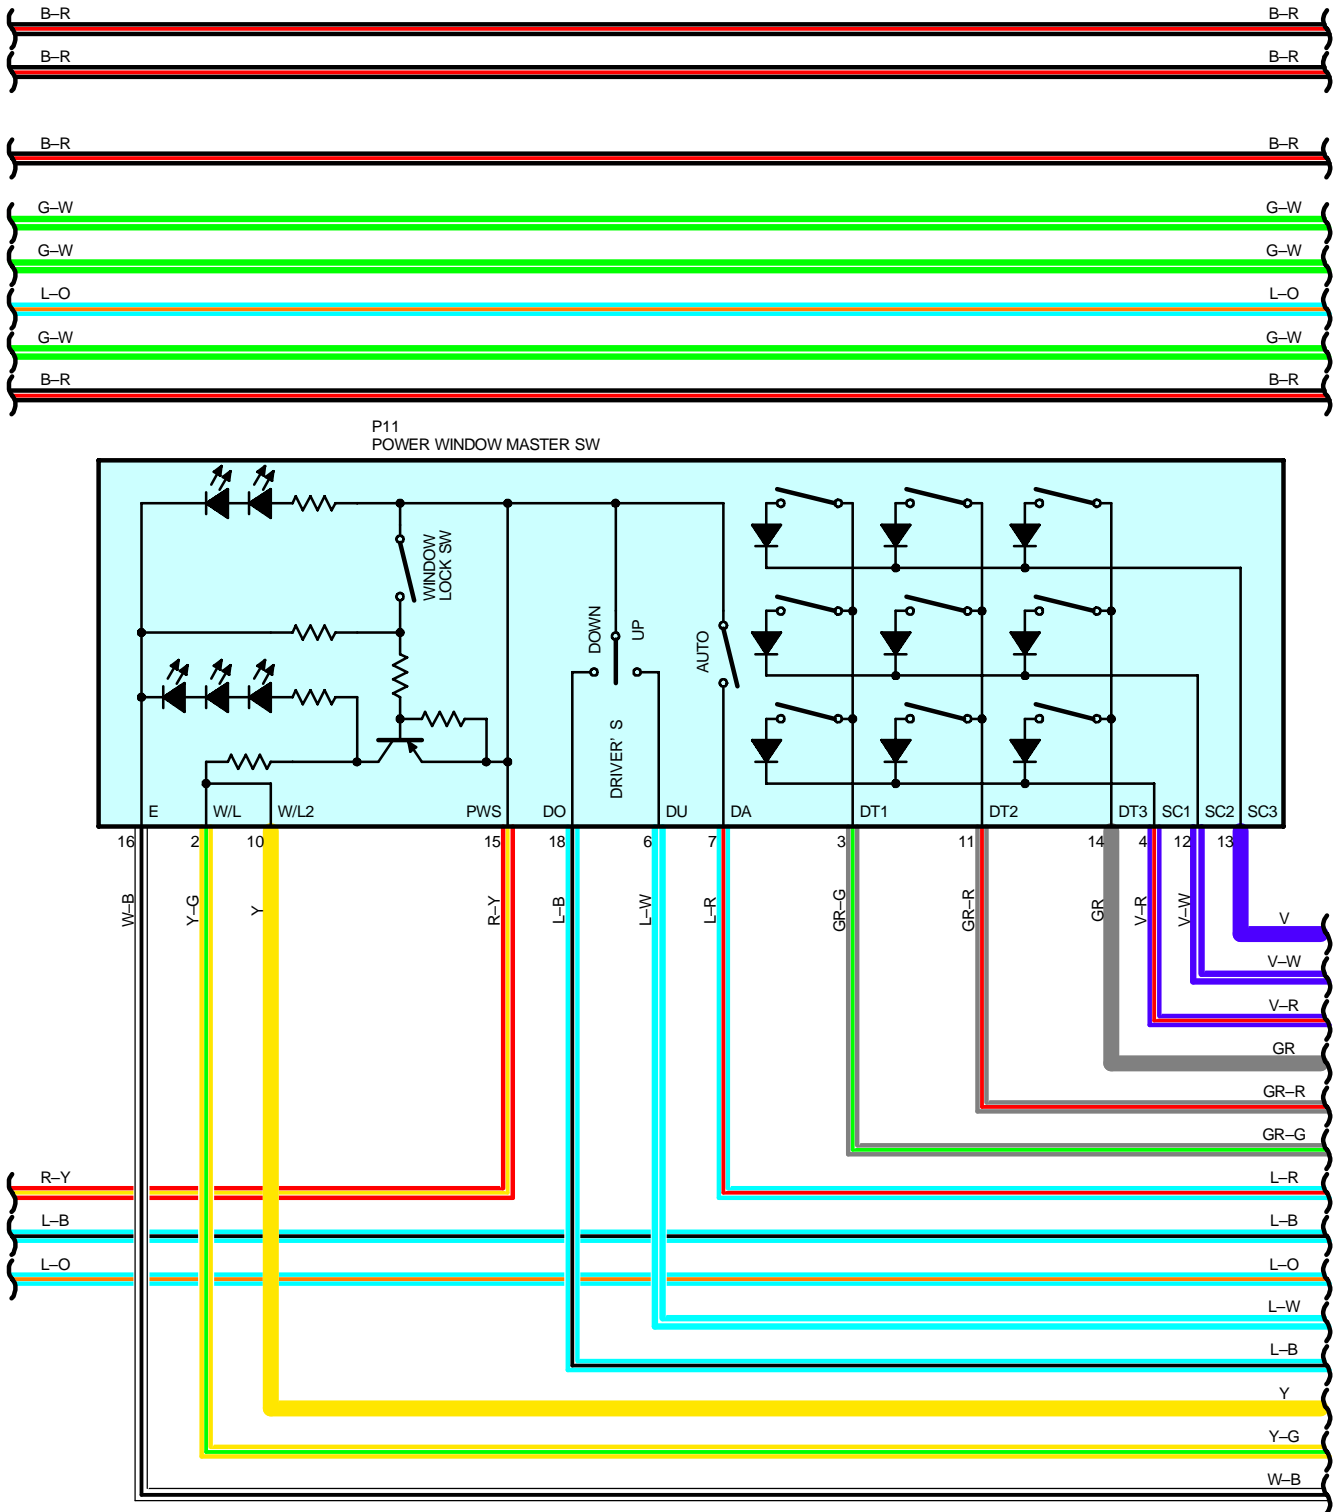 B–R B–R
B–R B–R
B–R B–R
G–W G–W
G–W G–W
L–O L–O
G–W G–W
B–R B–R
P11
POWER WINDOW MASTER SW
WINDOW
LOCK SW
DOWN
UP
AUTO
DRIVER' S
E W/L W/L2 PWS DO DU DA DT1 DT2 DT3 SC1 SC2 SC3
16 2 10 15 18 6 7 3 11 14 4 12 13
W–B Y–G Y R–Y L–B L–W L–R GR–G GR–R GR V–R V–W
V
V–W
V–R
GR
GR–R
GR–G
R–Y L–R
L–B L–B
L–O L–O
L–W
L–B
Y
Y–G
W–B